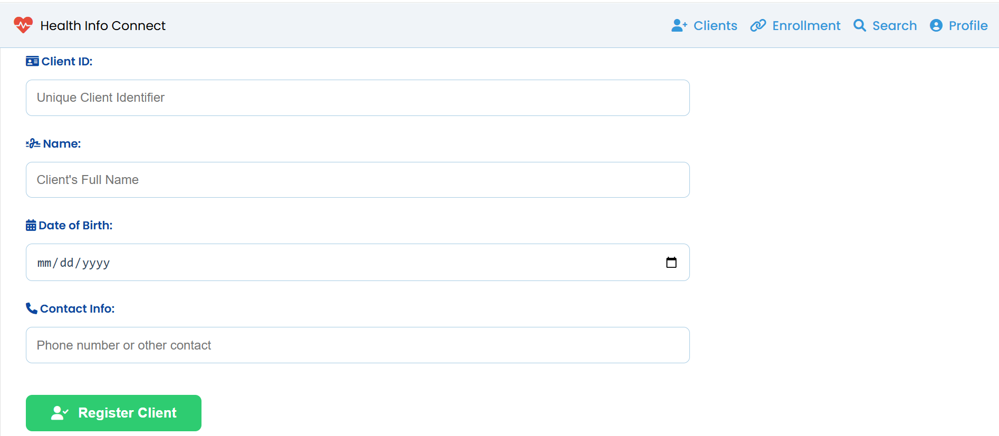 Health Info Connect
Clients Enrollment Search Profile
Client ID:
Unique Client Identifier
Name:
Client's Full Name
Date of Birth:
mm/dd/yyyy
Contact Info:
Phone number or other contact
Register Client